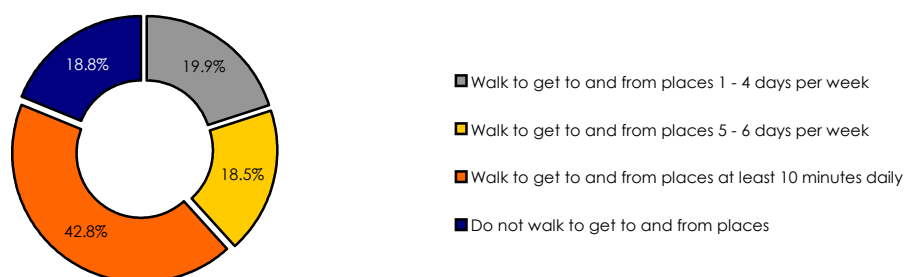 18.8%
19.9%
18.5%
42.8%
Walk to get to and from places 1 - 4 days per week
Walk to get to and from places 5 - 6 days per week
Walk to get to and from places at least 10 minutes daily
Do not walk to get to and from places